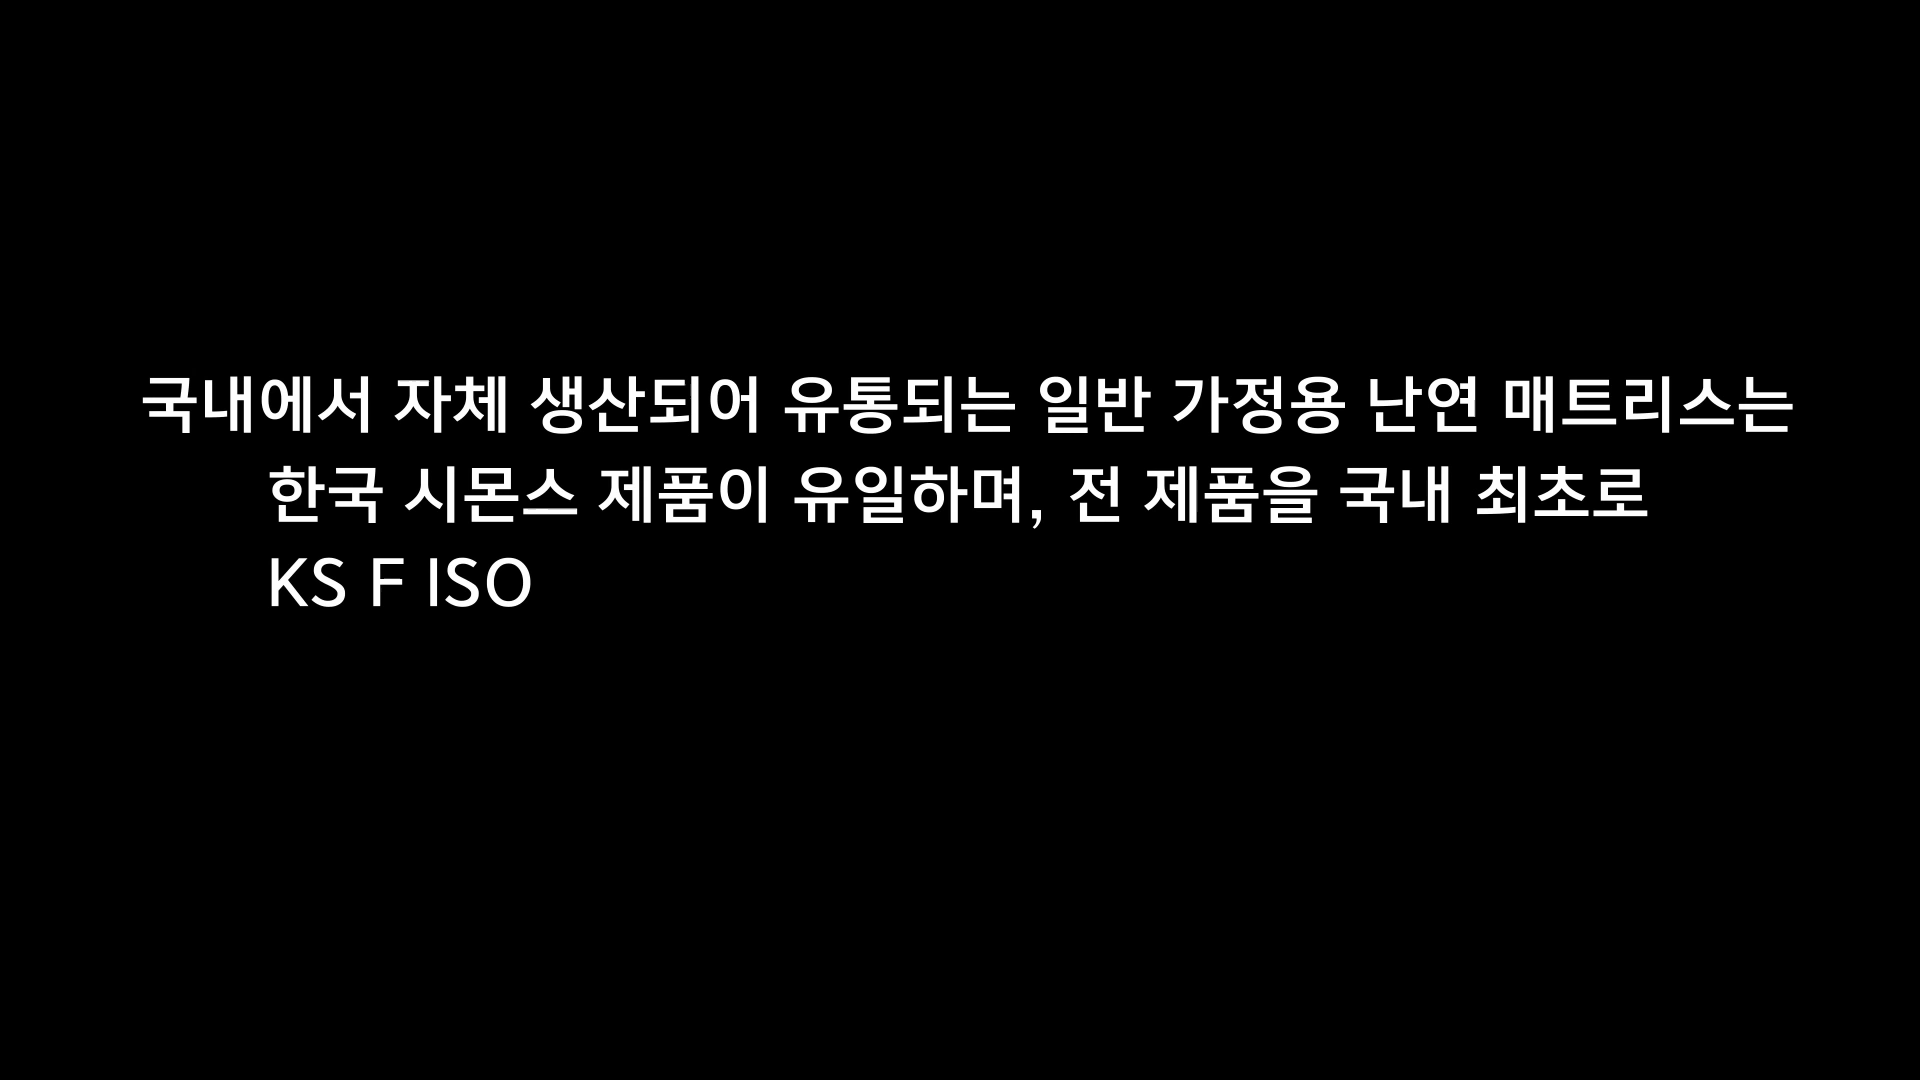 국내에서 자체 생산되어 유통되는 일반 가정용 난연 매트리스는
한국 시몬스 제품이 유일하며, 전 제품을 국내 최초로
KS F ISO